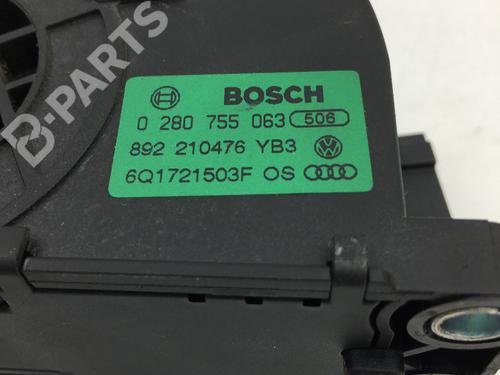 B-PARTS
BOSCH
0 280 755 063 506
892 210476 YB3
6Q1721503F OS